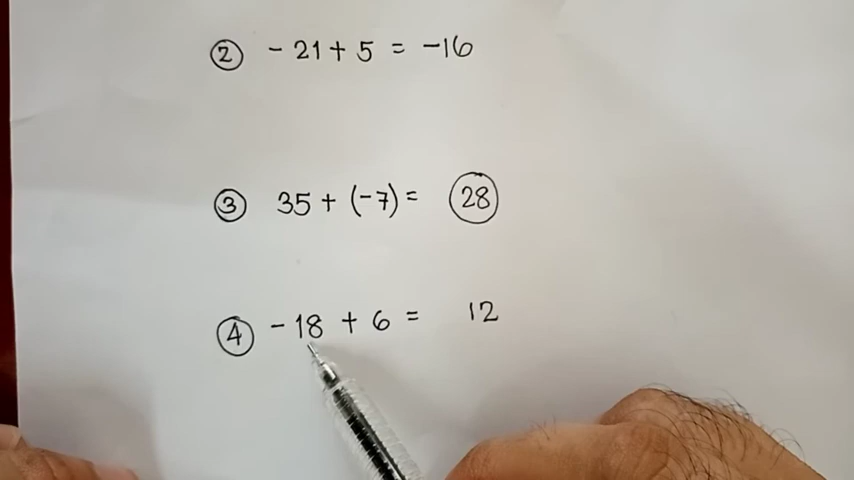 ② - 21 + 5 = -16
③ 35 + (-7) = 28
④ - 18 + 6 = 12